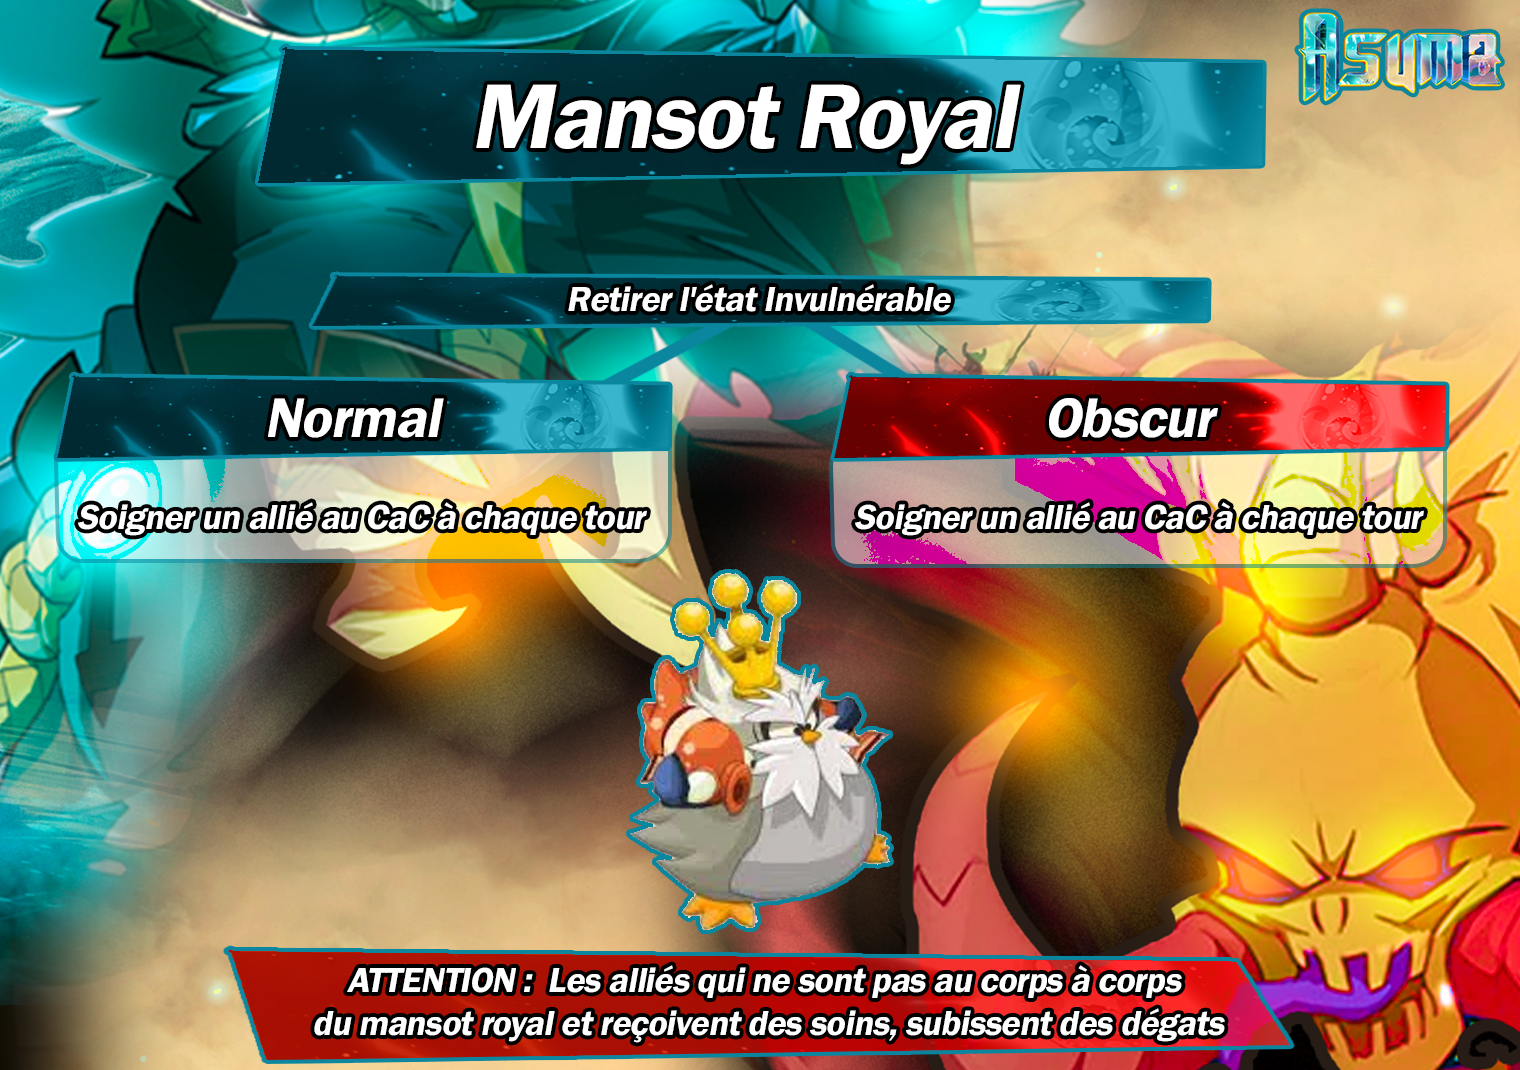 Asuma
Mansot Royal
Retirer l'état Invulnérable
Normal
Obscur
Soigner un allié au CaC à chaque tour
Soigner un allié au CaC à chaque tour
ATTENTION : Les alliés qui ne sont pas au corps à corps
du mansot royal et reçoivent des soins, subissent des dégats